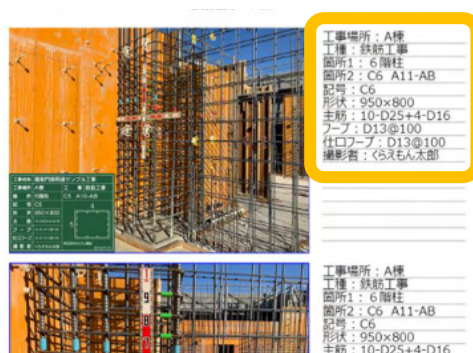 工事場所：A棟
工種：鉄筋工事
箇所1：6階柱
箇所2：C6 A11-AB
記号：C6
形状：950×800
主筋：10-D25+4-D16
フープ：D13@100
仕口フープ：D13@100
撮影者：くらえもん太郎
工事場所：A棟
工種：鉄筋工事
箇所1：6階柱
箇所2：C6 A11-AB
記号：C6
形状：950×800
主筋：10-D25+4-D16